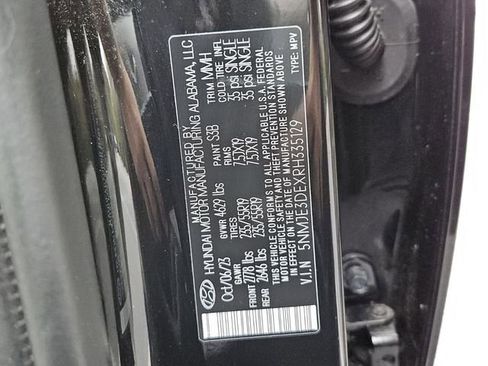 MANUFACTURED BY
HYUNDAI MOTOR MANUFACTURING ALABAMA, LLC
Oct/06/23 PAINT S3B TRIM MMH
GVWR 4629 lbs
GAWR TIRES RIMS COLD TIRE INFL
FRONT 2778 lbs 235/55R19 7.5JX19 35 psi SINGLE
REAR 2646 lbs 235/55R19 7.5JX19 35 psi SINGLE
THIS VEHICLE CONFORMS TO ALL APPLICABLE U.S.A. FEDERAL
MOTOR VEHICLE SAFETY AND THEFT PREVENTION STANDARDS
IN EFFECT ON THE DATE OF MANUFACTURE SHOWN ABOVE
V.I.N 5NMJE3DEXRH335129 TYPE: MPV